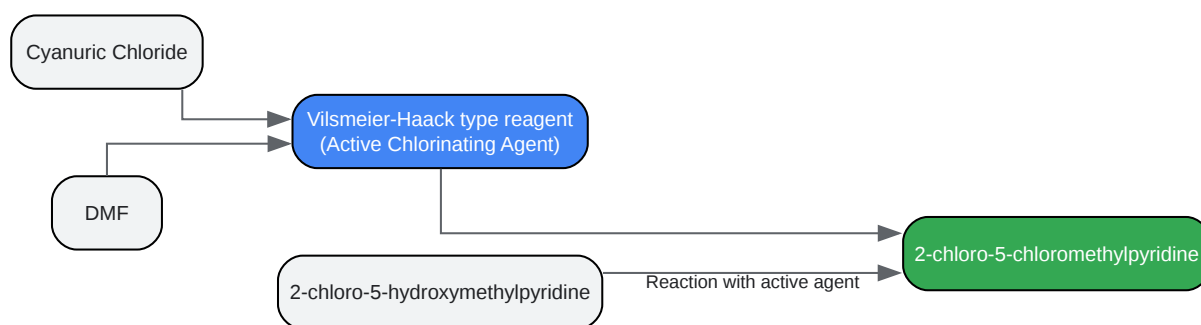 Cyanuric Chloride
Vilsmeier-Haack type reagent
(Active Chlorinating Agent)
DMF
2-chloro-5-chloromethylpyridine
2-chloro-5-hydroxymethylpyridine
Reaction with active agent